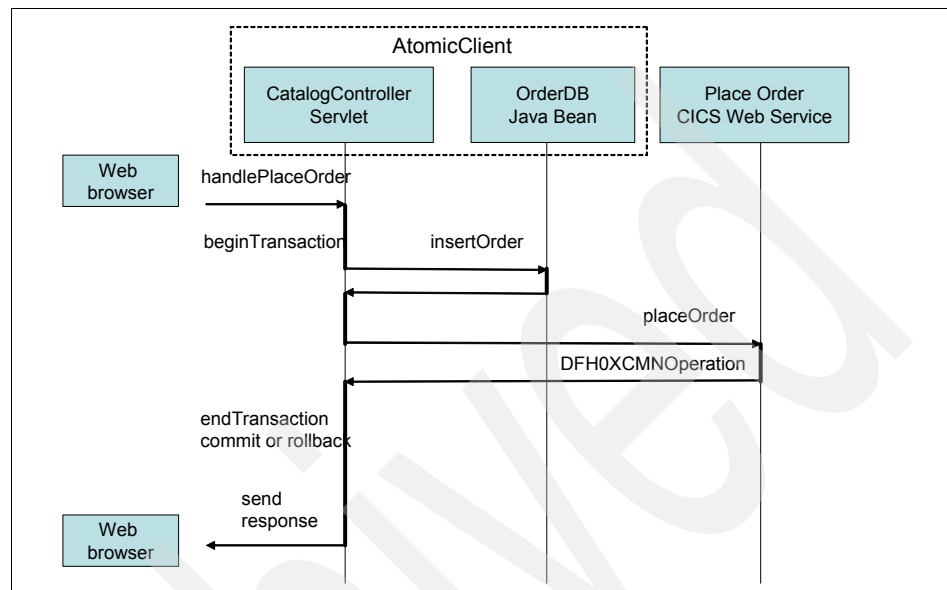 AtomicClient
CatalogController
Servlet
OrderDB
Java Bean
Place Order
CICS Web Service
Web
browser
handlePlaceOrder
beginTransaction
insertOrder
placeOrder
DFH0XCMNOperation
endTransaction
commit or rollback
send
response
Web
browser